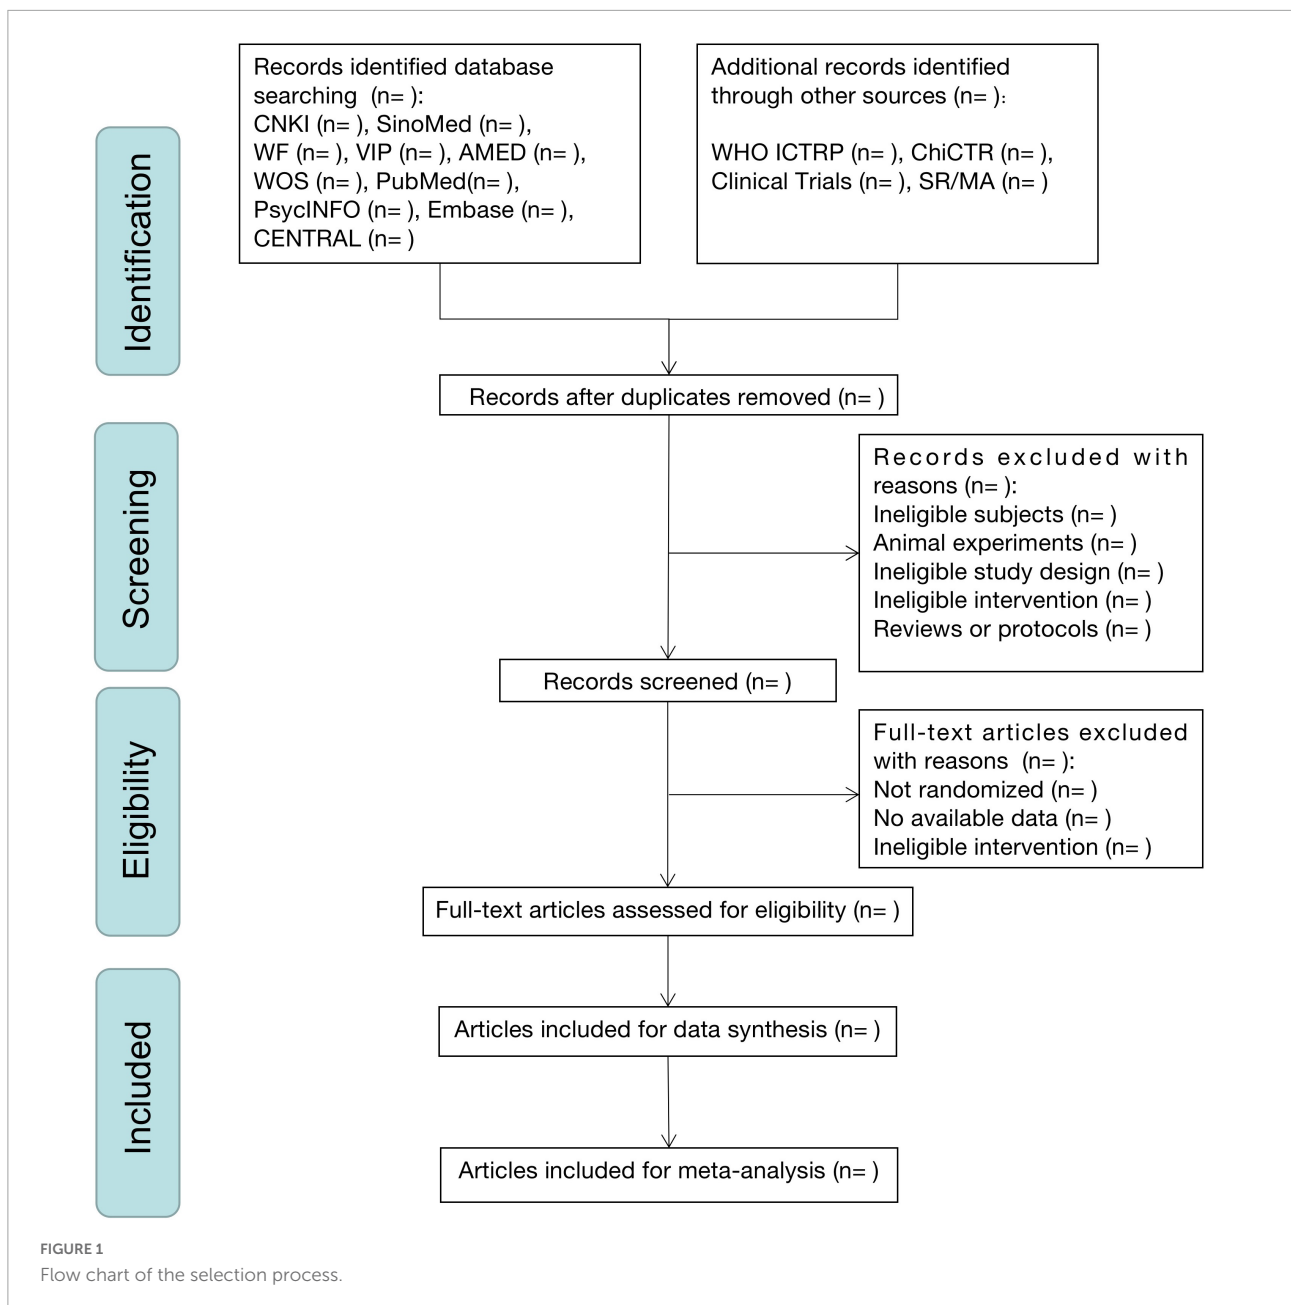 Identification
Records identified database
searching  (n= ):
CNKI (n= ), SinoMed (n= ),
WF (n= ), VIP (n= ), AMED (n= ),
WOS (n= ), PubMed(n= ),
PsycINFO (n= ), Embase (n= ),
CENTRAL (n= )
Additional records identified
through other sources (n= ):
WHO ICTRP (n= ), ChiCTR (n= ),
Clinical Trials (n= ), SR/MA (n= )
Records after duplicates removed (n= )
Screening
Records excluded with
reasons (n= ):
Ineligible subjects (n= )
Animal experiments (n= )
Ineligible study design (n= )
Ineligible intervention (n= )
Reviews or protocols (n= )
Records screened (n= )
Eligibility
Full-text articles excluded
with reasons  (n= ):
Not randomized (n= )
No available data (n= )
Ineligible intervention (n= )
Full-text articles assessed for eligibility (n= )
Included
Articles included for data synthesis (n= )
Articles included for meta-analysis (n= )
FIGURE 1
Flow chart of the selection process.